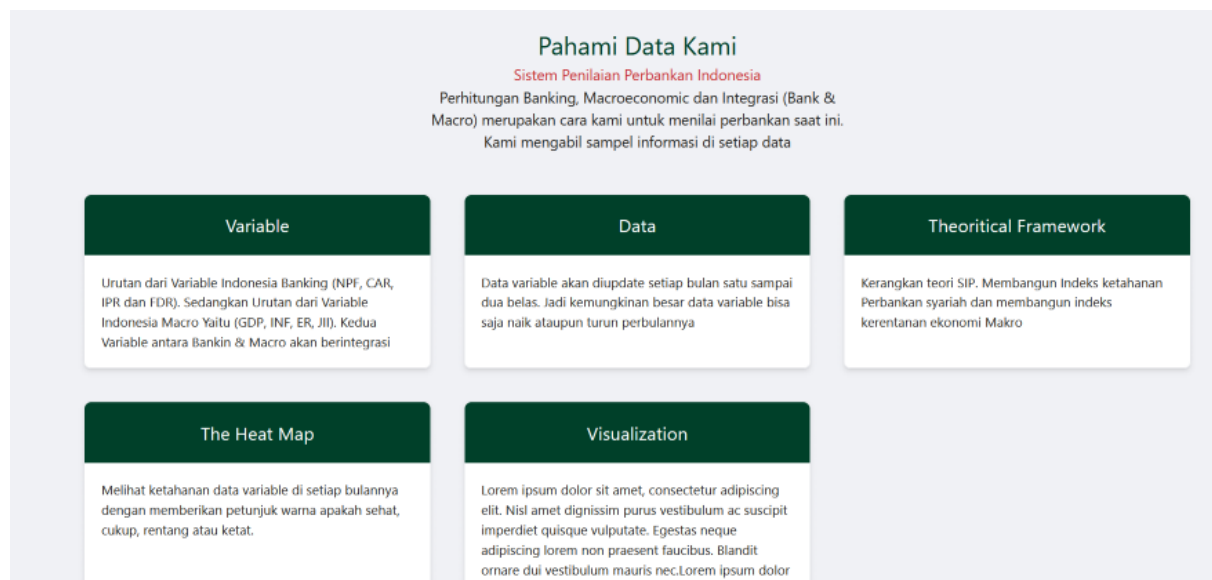 Pahami Data Kami
Sistem Penilaian Perbankan Indonesia
Perhitungan Banking, Macroeconomic dan Integrasi (Bank &
Macro) merupakan cara kami untuk menilai perbankan saat ini.
Kami mengabil sampel informasi di setiap data
Variable
Urutan dari Variable Indonesia Banking (NPF, CAR,
IPR dan FDR). Sedangkan Urutan dari Variable
Indonesia Macro Yaitu (GDP, INF, ER, JII). Kedua
Variable antara Bankin & Macro akan berintegrasi
Data
Data variable akan diupdate setiap bulan satu sampai
dua belas. Jadi kemungkinan besar data variable bisa
saja naik ataupun turun perbulannya
Theoritical Framework
Kerangkan teori SIP. Membangun Indeks ketahanan
Perbankan syariah dan membangun indeks
kerentanan ekonomi Makro
The Heat Map
Melihat ketahanan data variable di setiap bulannya
dengan memberikan petunjuk warna apakah sehat,
cukup, rentang atau ketat.
Visualization
Lorem ipsum dolor sit amet, consectetur adipiscing
elit. Nisl amet dignissim purus vestibulum ac suscipit
imperdiet quisque vulputate. Egestas neque
adipiscing lorem non praesent faucibus. Blandit
ornare dui vestibulum mauris nec.Lorem ipsum dolor